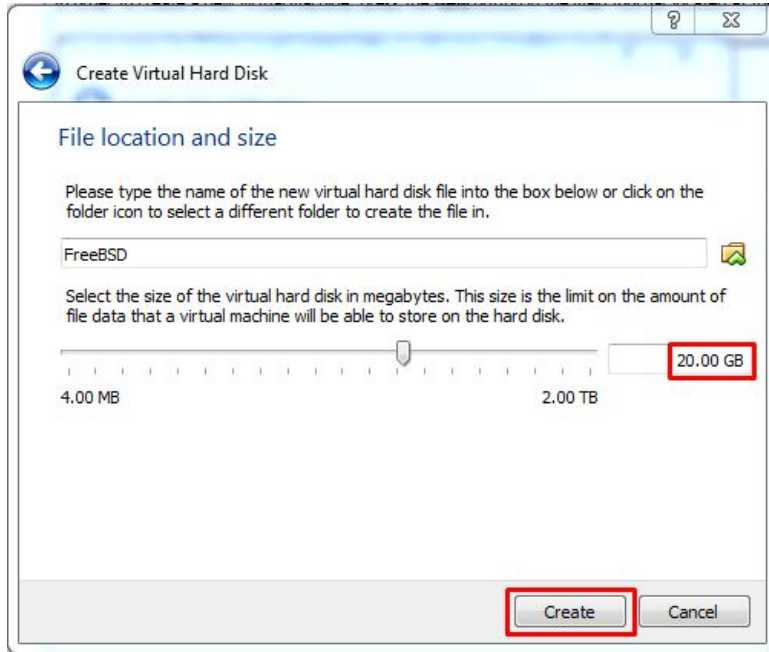 Create Virtual Hard Disk
File location and size
Please type the name of the new virtual hard disk file into the box below or click on the
folder icon to select a different folder to create the file in.
FreeBSD
Select the size of the virtual hard disk in megabytes. This size is the limit on the amount of
file data that a virtual machine will be able to store on the hard disk.
20.00 GB
4.00 MB 2.00 TB
Create Cancel